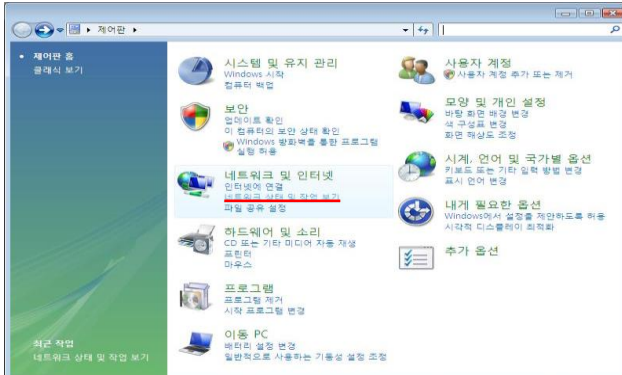 제어판
제어판 홈
클래식 보기
시스템 및 유지 관리
Windows 시작
컴퓨터 백업
보안
업데이트 확인
이 컴퓨터의 보안 상태 확인
Windows 방화벽을 통한 프로그램
실행 허용
네트워크 및 인터넷
인터넷에 연결
네트워크 상태 및 작업 보기
파일 공유 설정
하드웨어 및 소리
CD 또는 기타 미디어 자동 재생
프린터
마우스
프로그램
프로그램 제거
시작 프로그램 변경
이동 PC
배터리 설정 변경
일반적으로 사용하는 기동성 설정 조정
사용자 계정
사용자 계정 추가 또는 제거
모양 및 개인 설정
바탕 화면 배경 변경
색 구성표 변경
화면 해상도 조정
시계, 언어 및 국가별 옵션
키보드 또는 기타 입력 방법 변경
표시 언어 변경
내게 필요한 옵션
Windows에서 설정을 제안하도록 허용
시각적 디스플레이 최적화
추가 옵션
최근 작업
네트워크 상태 및 작업 보기